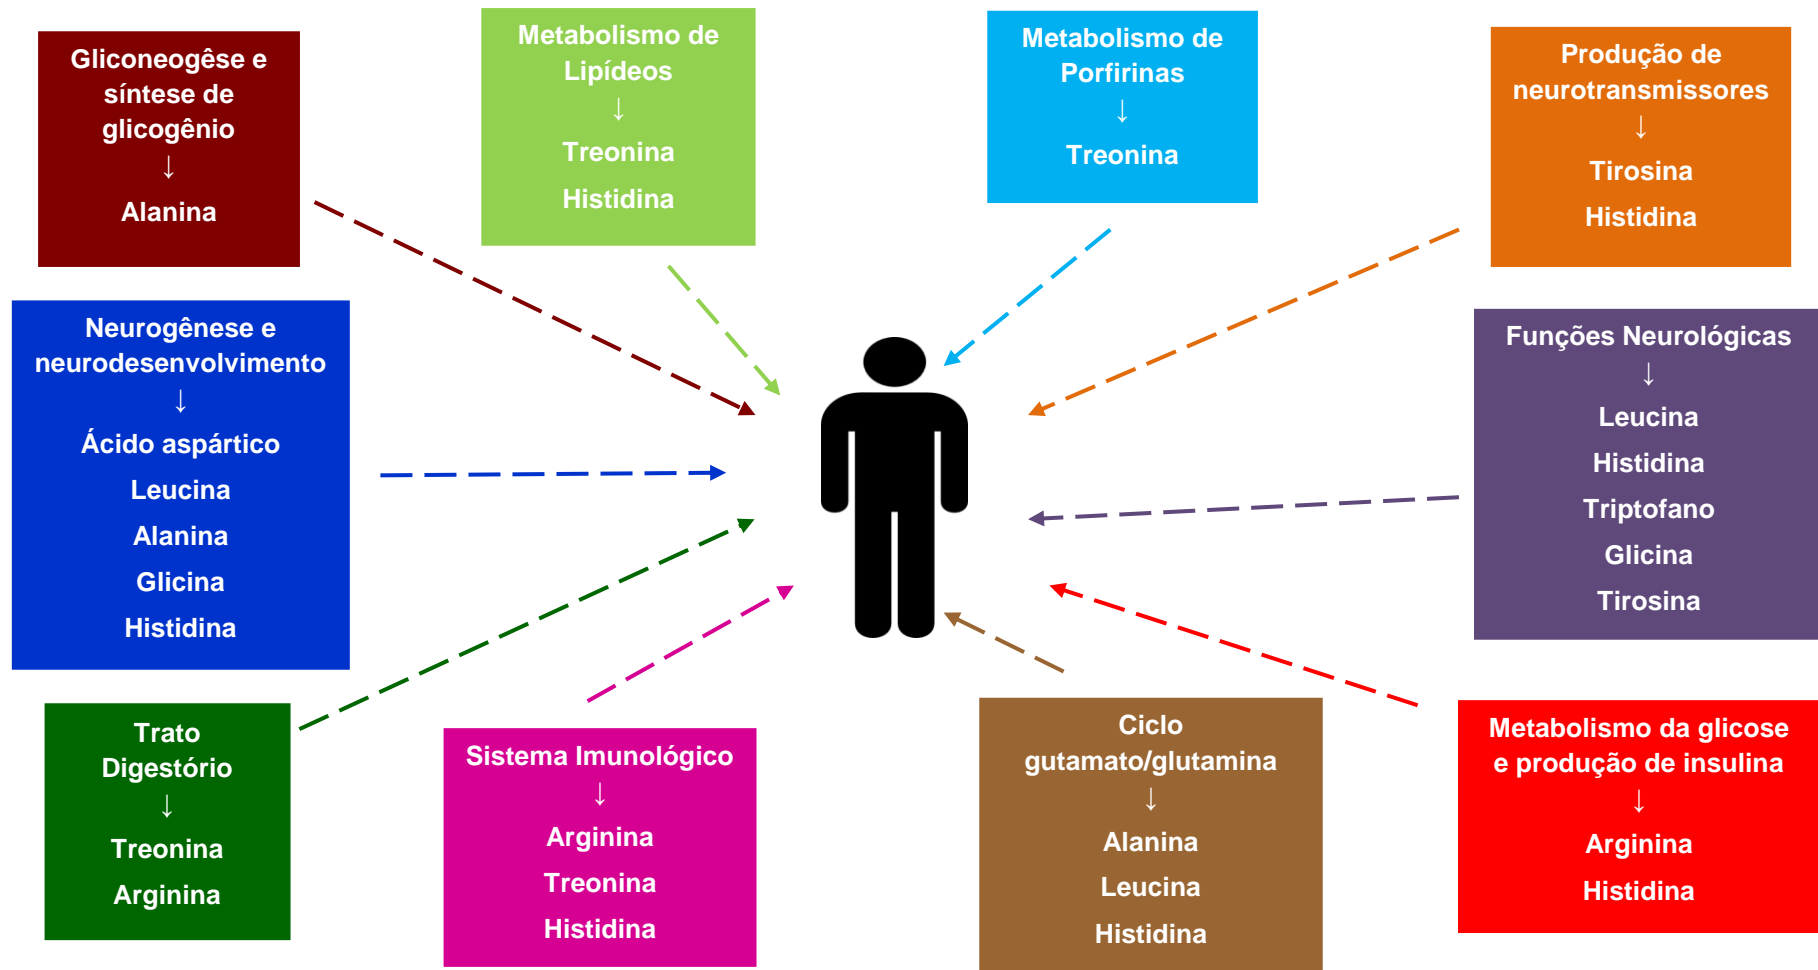 Gliconeogêse e
síntese de
glicogênio
↓
Alanina
Metabolismo de
Lipídeos
↓
Treonina
Histidina
Metabolismo de
Porfirinas
↓
Treonina
Produção de
neurotransmissores
↓
Tirosina
Histidina
Neurogênese e
neurodesenvolvimento
↓
Ácido aspártico
Leucina
Alanina
Glicina
Histidina
Funções Neurológicas
↓
Leucina
Histidina
Triptofano
Glicina
Tirosina
Trato
Digestório
↓
Treonina
Arginina
Sistema Imunológico
↓
Arginina
Treonina
Histidina
Ciclo
gutamato/glutamina
↓
Alanina
Leucina
Histidina
Metabolismo da glicose
e produção de insulina
↓
Arginina
Histidina